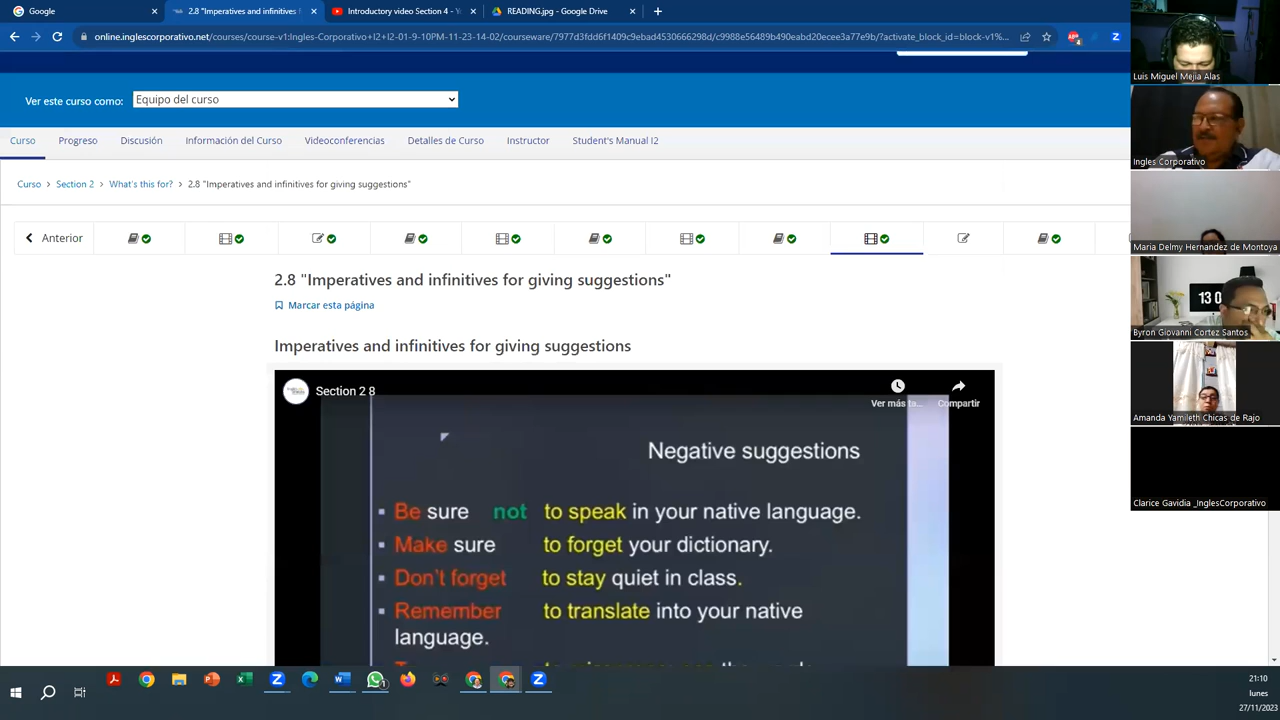 Google
2.8 "Imperatives and infinitives
Introductory video Section 4 - Y
READING.jpg - Google Drive
online.inglescorporativo.net/courses/course-v1:Ingles-Corporativo+I2+I2-01-9-10PM-11-23-14-02/courseware/7977d3fdd6f1409c9ebad4530666298d/c9988e56489b490eabd20ecee3a77e9b/?activate_block_id=block-v1%...
Ver este curso como:
Equipo del curso
Curso
Progreso
Discusión
Información del Curso
Videoconferencias
Detalles de Curso
Instructor
Student's Manual I2
Curso > Section 2 > What's this for? > 2.8 "Imperatives and infinitives for giving suggestions"
Anterior
2.8 "Imperatives and infinitives for giving suggestions"
Marcar esta página
Imperatives and infinitives for giving suggestions
Section 2 8
Ver más ta...
Compartir
Negative suggestions
Be sure not to speak in your native language.
Make sure to forget your dictionary.
Don't forget to stay quiet in class.
Remember to translate into your native
language.
Luis Miguel Mejia Alas
Ingles Corporativo
Maria Delmy Hernandez de Montoya
13 0
Byron Giovanni Cortez Santos
Amanda Yamileth Chicas de Rajo
Clarice Gavidia _InglesCorporativo
21:10
lunes
27/11/2023